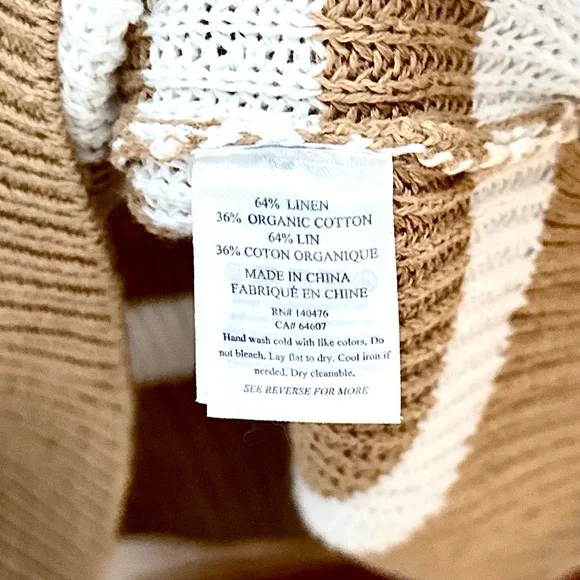 64% LINEN
36% ORGANIC COTTON
64% LIN
36% COTON ORGANIQUE
MADE IN CHINA
FABRIQUÉ EN CHINE
RN# 140476
CA# 64607
Hand wash cold with like colors. Do
not bleach. Lay flat to dry. Cool iron if
needed. Dry cleanable.
SEE REVERSE FOR MORE